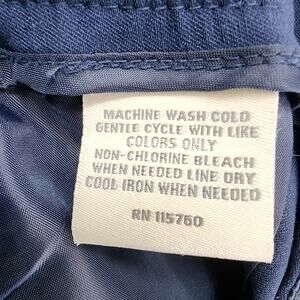 MACHINE WASH COLD
GENTLE CYCLE WITH LIKE
COLORS ONLY
NON-CHLORINE BLEACH
WHEN NEEDED LINE DRY
COOL IRON WHEN NEEDED
RN 115760